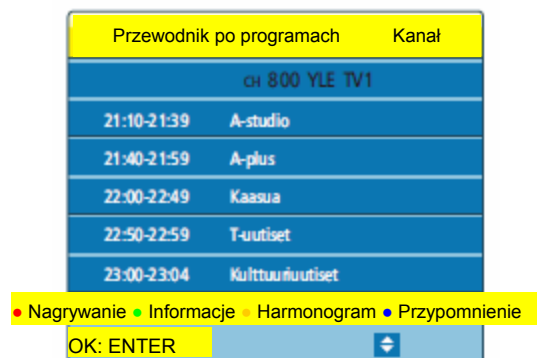 Przewodnik po programach Kanał
CH 800 YLE TV1
21:10-21:39 A-studio
21:40-21:59 A-plus
22:00-22:49 Kaasua
22:50-22:59 T-uutiset
23:00-23:04 Kulttuuriuutiset
● Nagrywanie ● Informacje ● Harmonogram ● Przypomnienie
OK: ENTER